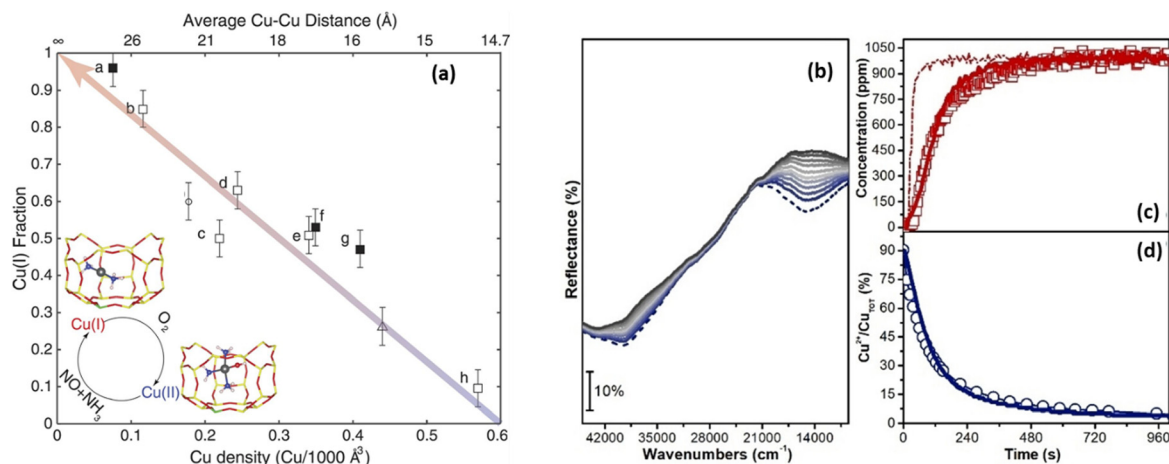 Average Cu-Cu Distance (Å)
∞ 26 21 20 17 16 15 14.7
(a)
Cu(I) Fraction
1
0.9
0.8
0.7
0.6
0.5
0.4
0.3
0.2
0.1
0
a
b
c
d
e
f
g
h
Cu(I)
O2
NO+NH3
Cu(II)
0 0.1 0.2 0.3 0.4 0.5 0.6
Cu density (Cu/1000 Å3)
(b)
Reflectance (%)
10%
42000 35000 28000 21000 14000
Wavenumbers (cm-1)
(c)
Concentration (ppm)
1050
900
750
600
450
300
150
0
(d)
Cu2+/CuTOT (%)
90
75
60
45
30
15
0
0 240 480 720 960
Time (s)